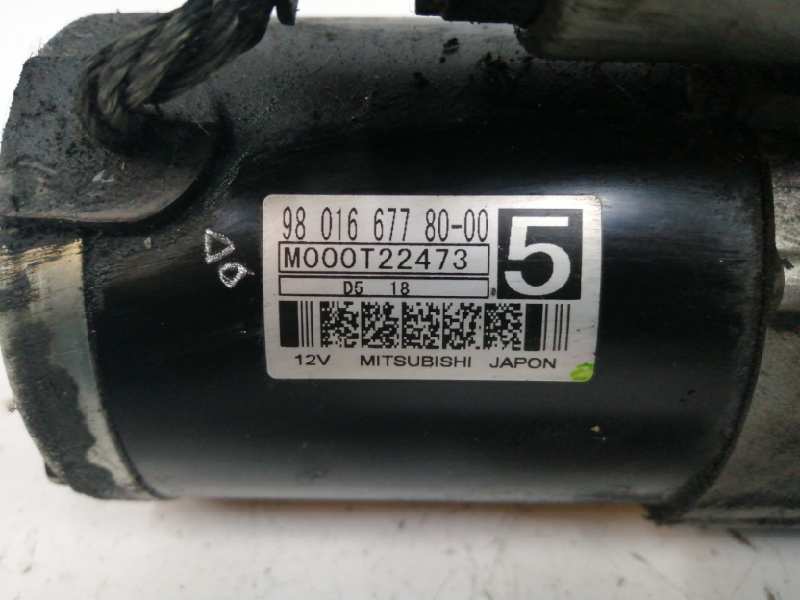 98 016 677 80-00
5
M000T22473
D5 18
12V MITSUBISHI JAPON